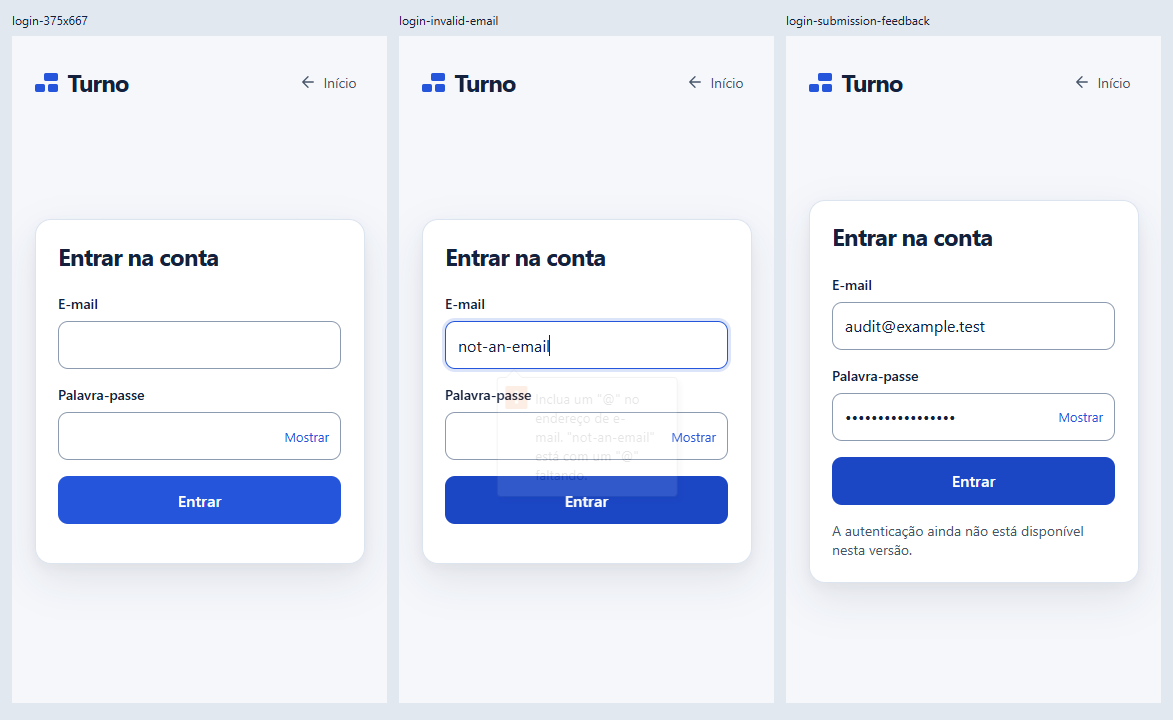 login-375x667
Turno
Início
Entrar na conta
E-mail
Palavra-passe
Mostrar
Entrar
login-invalid-email
Turno
Início
Entrar na conta
E-mail
not-an-email
Palavra-passe
Inclua um "@" no
endereço de e-
mail. "not-an-email"
está com um "@"
faltando.
Mostrar
Entrar
login-submission-feedback
Turno
Início
Entrar na conta
E-mail
audit@example.test
Palavra-passe
•••••••••••••••••
Mostrar
Entrar
A autenticação ainda não está disponível
nesta versão.